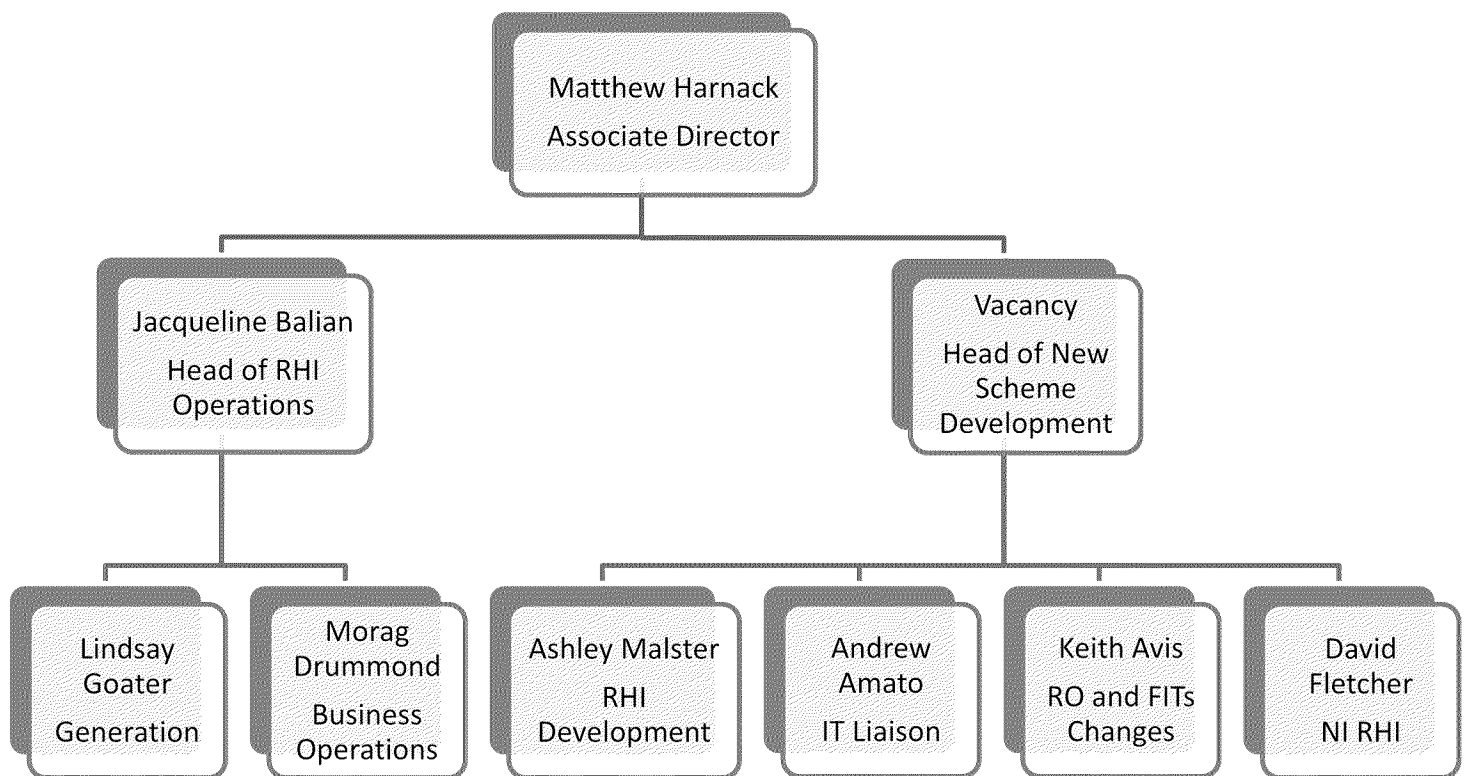 Matthew Harnack
Associate Director
Jacqueline Balian
Head of RHI
Operations
Vacancy
Head of New
Scheme
Development
Lindsay
Goater
Generation
Morag
Drummond
Business
Operations
Ashley Malster
RHI
Development
Andrew
Amato
IT Liaison
Keith Avis
RO and FITs
Changes
David
Fletcher
NI RHI